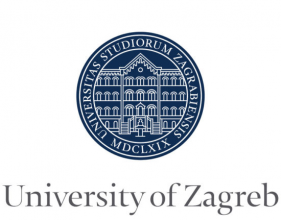 UNIVERSITAS STUDIORUM ZAGRABIENSIS
MDCLXIX
University of Zagreb